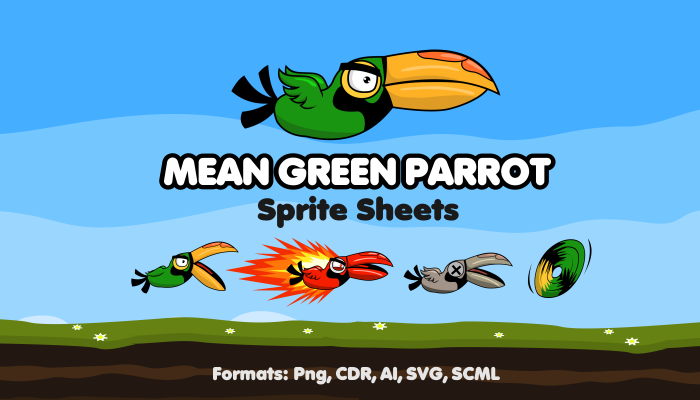 MEAN GREEN PARROT
Sprite Sheets
Formats: Png, CDR, AI, SVG, SCML